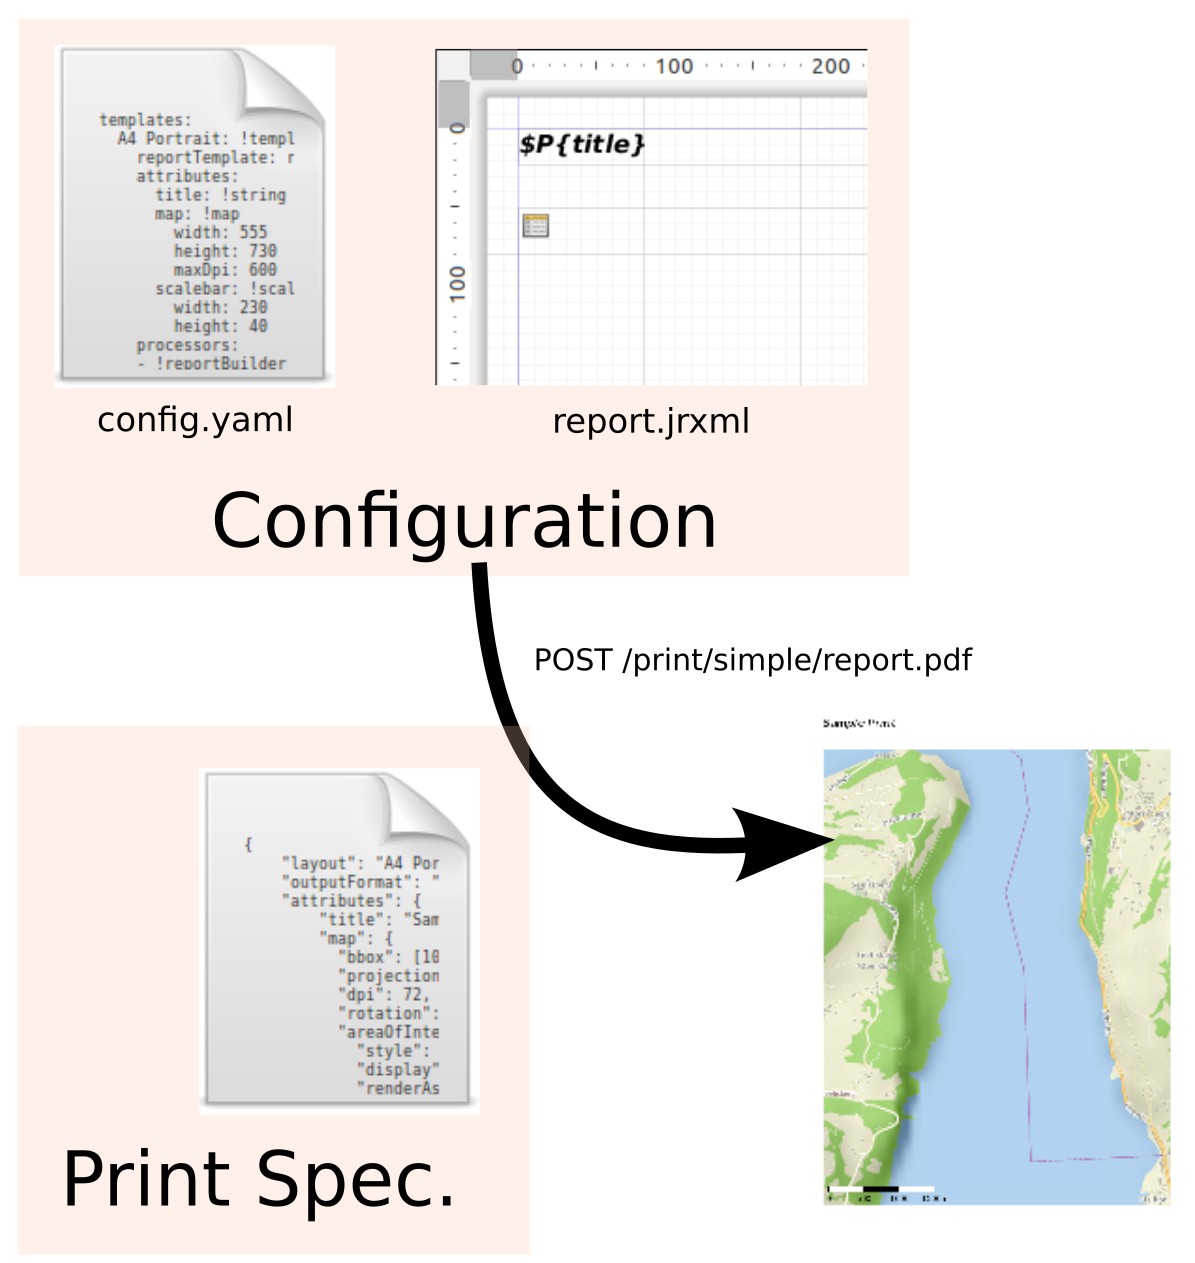 templates:
A4 Portrait: !templ
reportTemplate: r
attributes:
title: !string
map: !map
width: 555
height: 730
maxDpi: 600
scalebar: !scal
width: 230
height: 40
processors:
- !reportBuilder
config.yaml
0 100 200
0
100
$P{title}
report.jrxml
Configuration
POST /print/simple/report.pdf
{
"layout": "A4 Por
"outputFormat": "
"attributes": {
"title": "Sam
"map": {
"bbox": [10
"projection
"dpi": 72,
"rotation":
"areaOfInte
"style":
"display"
"renderAs
Print Spec.
Sample Print